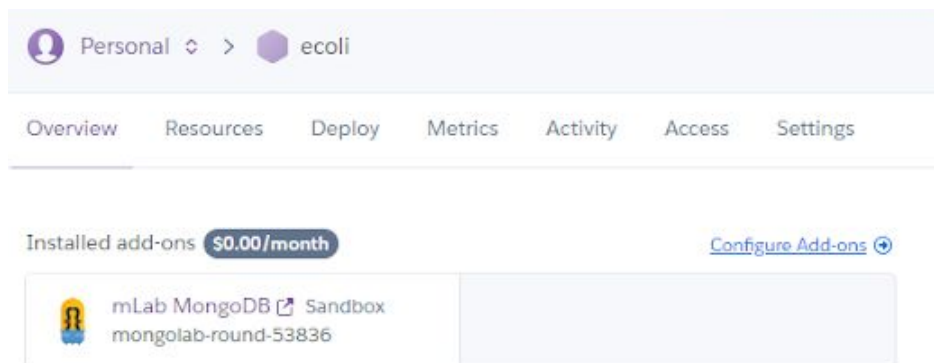 Personal > ecoli
Overview Resources Deploy Metrics Activity Access Settings
Installed add-ons $0.00/month Configure Add-ons
mLab MongoDB Sandbox
mongolab-round-53836